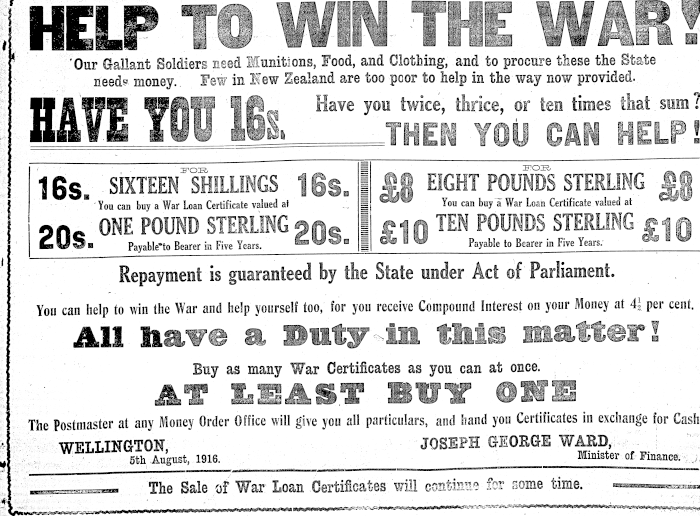 HELP TO WIN THE WAR!
Our Gallant Soldiers need Munitions, Food, and Clothing, and to procure these the State
needs money. Few in New Zealand are too poor to help in the way now provided.
HAVE YOU 16s.
Have you twice, thrice, or ten times that sum?
THEN YOU CAN HELP!
FOR
16s. SIXTEEN SHILLINGS 16s.
You can buy a War Loan Certificate valued at
20s. ONE POUND STERLING 20s.
Payable to Bearer in Five Years.
FOR
£8 EIGHT POUNDS STERLING £8
You can buy a War Loan Certificate valued at
£10 TEN POUNDS STERLING £10
Payable to Bearer in Five Years.
Repayment is guaranteed by the State under Act of Parliament.
You can help to win the War and help yourself too, for you receive Compound Interest on your Money at 4½ per cent.
All have a Duty in this matter!
Buy as many War Certificates as you can at once.
AT LEAST BUY ONE
The Postmaster at any Money Order Office will give you all particulars, and hand you Certificates in exchange for Cash
WELLINGTON,
5th August, 1916.
JOSEPH GEORGE WARD,
Minister of Finance.
The Sale of War Loan Certificates will continue for some time.